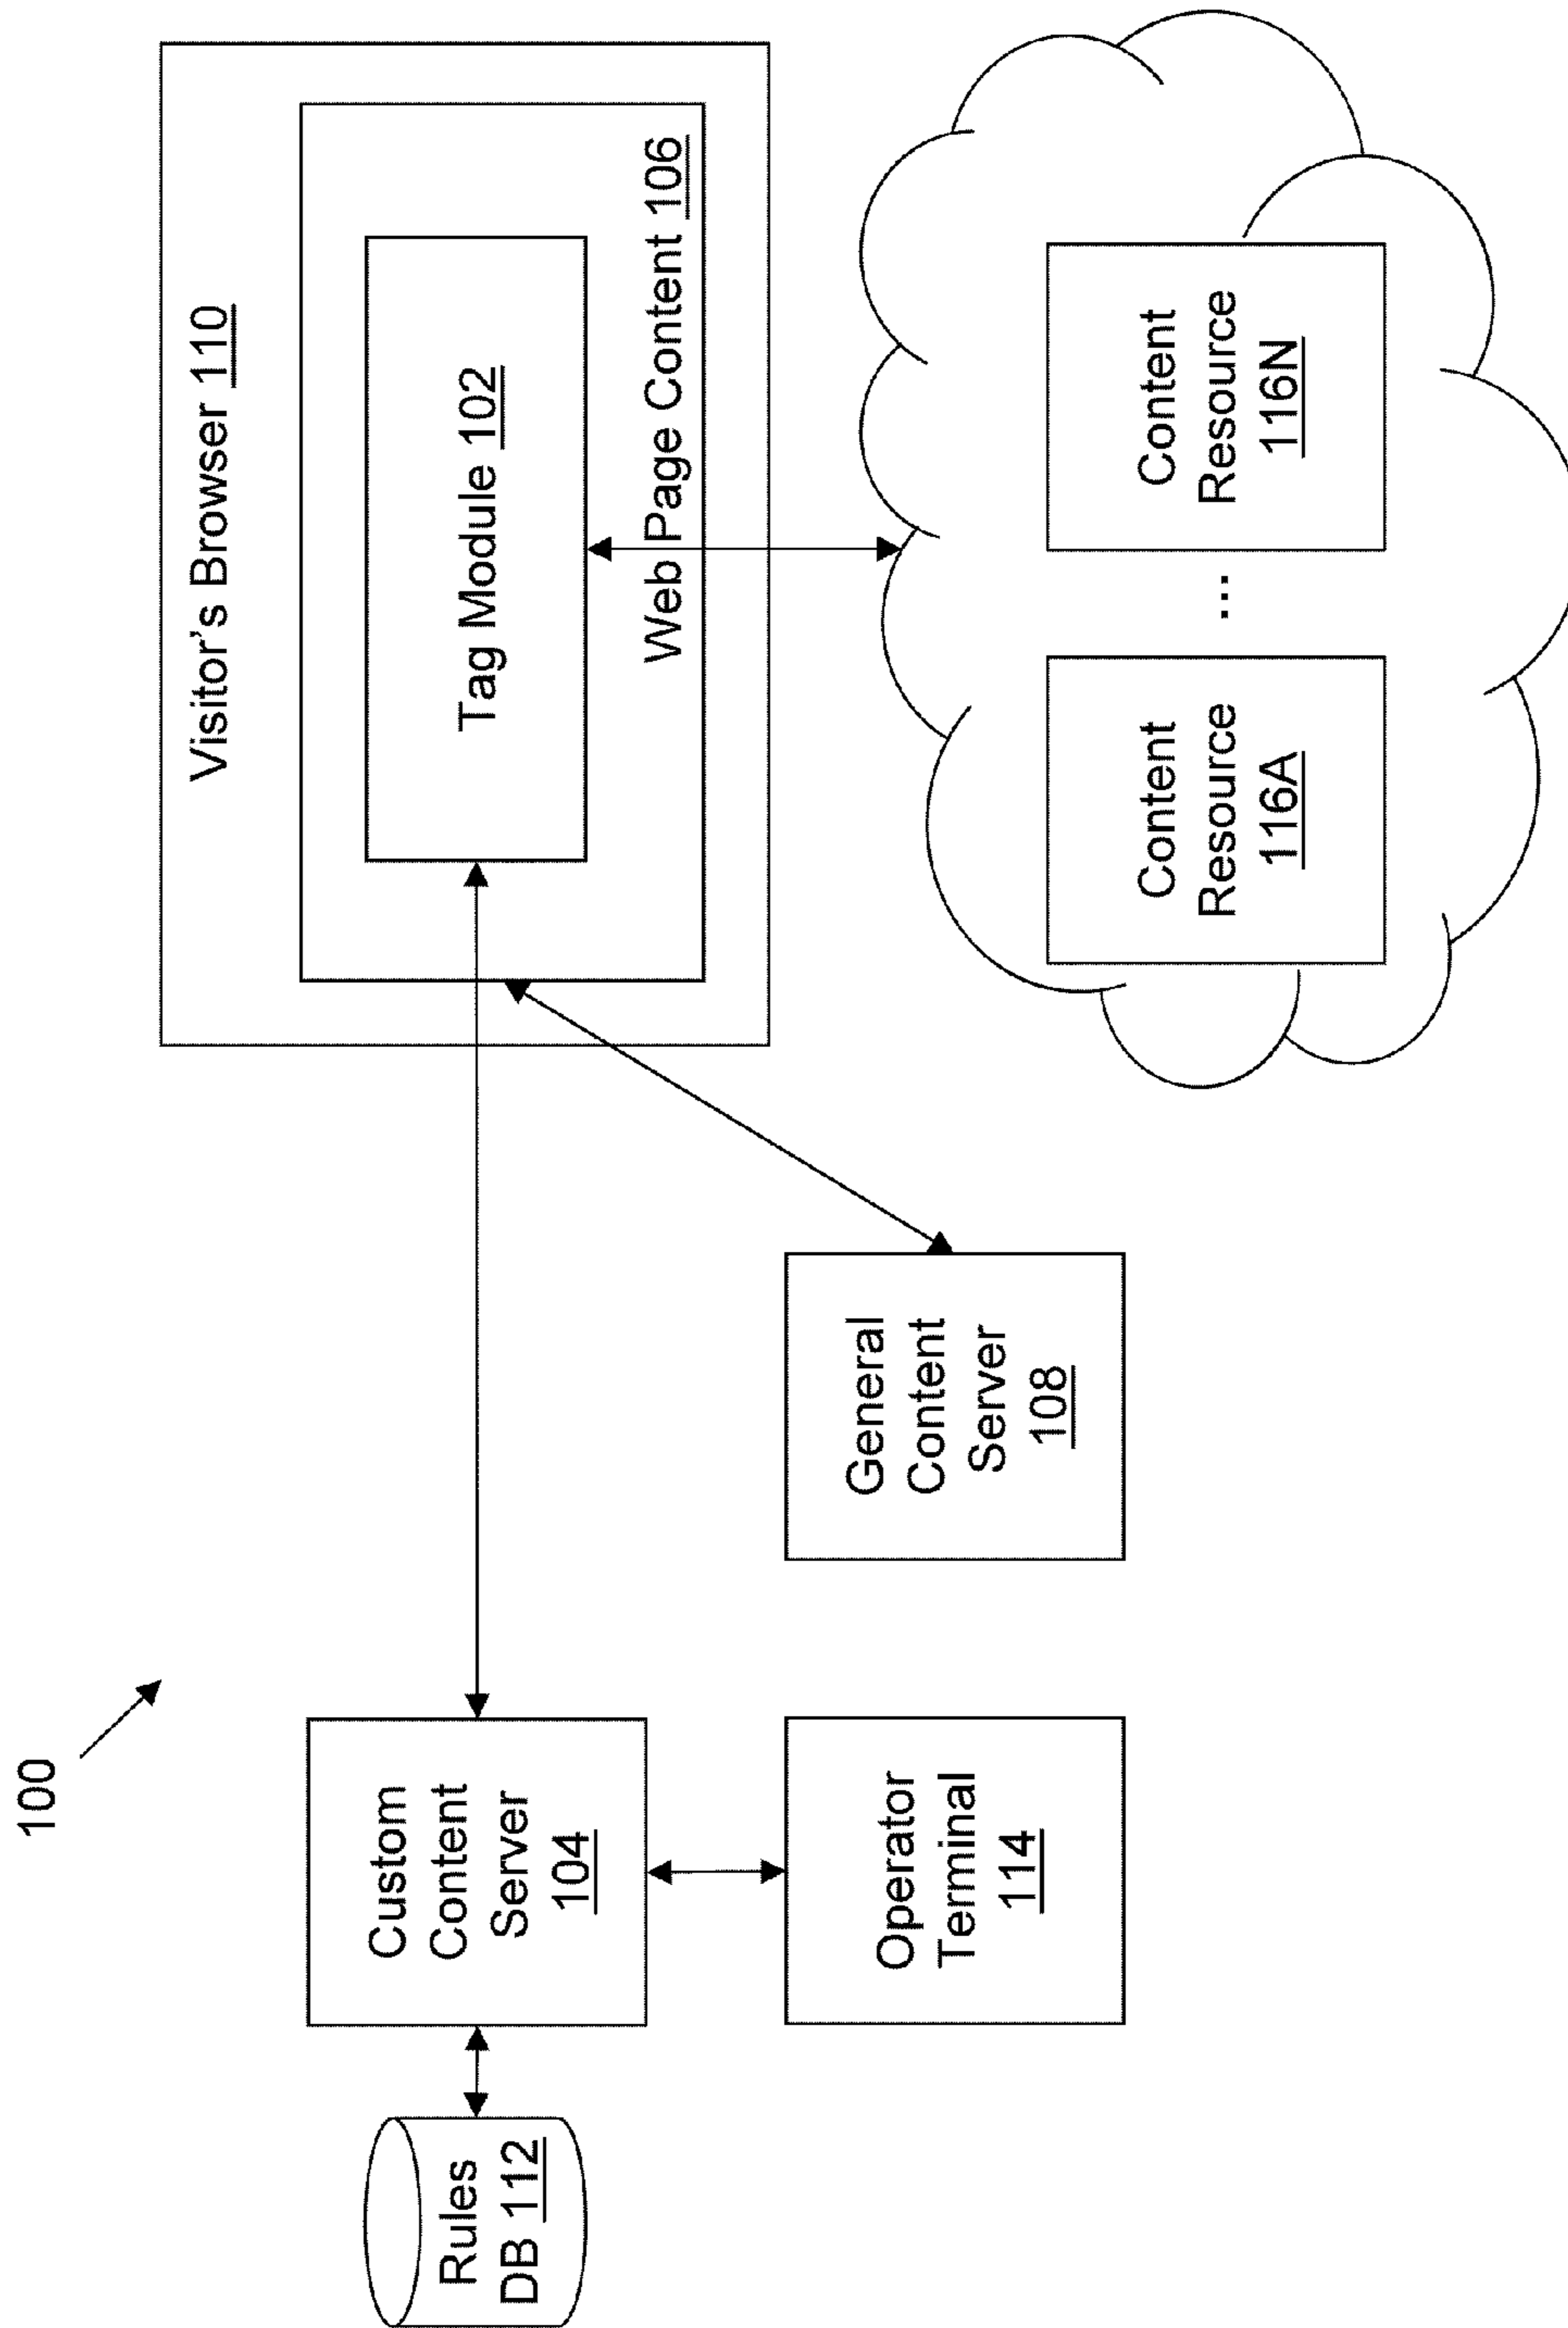 100
Visitor's Browser 110
Tag Module 102
Web Page Content 106
Rules
DB 112
Custom
Content
Server
104
Operator
Terminal
114
General
Content
Server
108
Content
Resource
116A
...
Content
Resource
116N